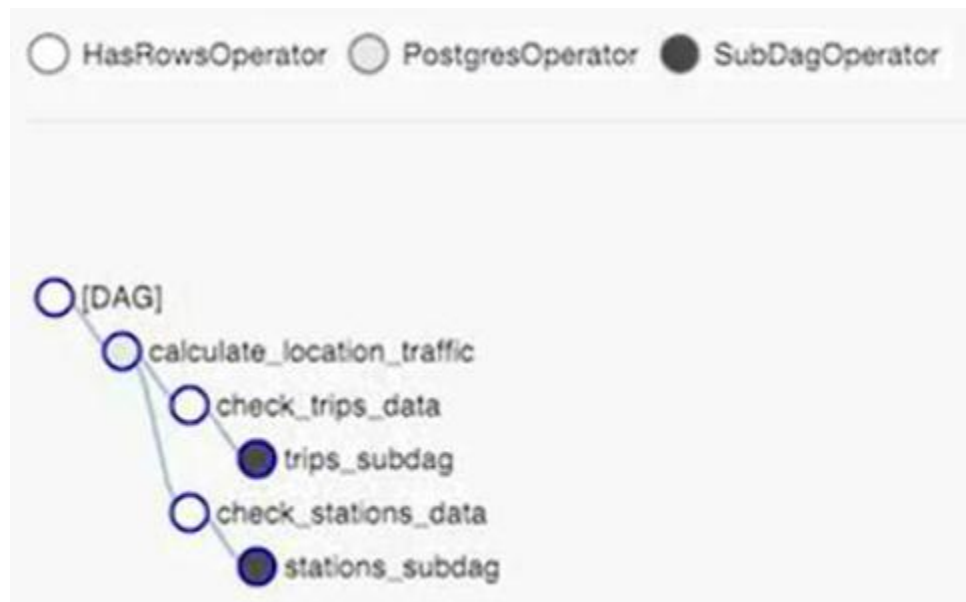 HasRowsOperator PostgresOperator SubDagOperator
[DAG]
calculate_location_traffic
check_trips_data
trips_subdag
check_stations_data
stations_subdag